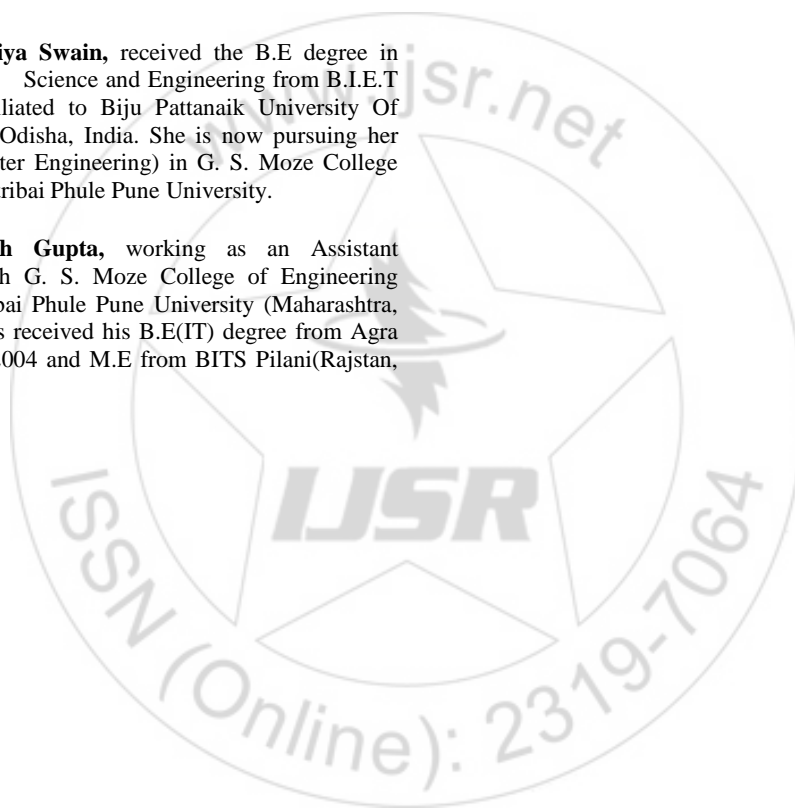 iya Swain, received the B.E degree in
Science and Engineering from B.I.E.T
iliated to Biju Pattanaik University Of
Odisha, India. She is now pursuing her
ter Engineering) in G. S. Moze College
tribai Phule Pune University.
h Gupta, working as an Assistant
h G. S. Moze College of Engineering
bai Phule Pune University (Maharashtra,
s received his B.E(IT) degree from Agra
004 and M.E from BITS Pilani(Rajstan,
www.ijsr.net
IJSR
ISSN (Online): 2319-7064